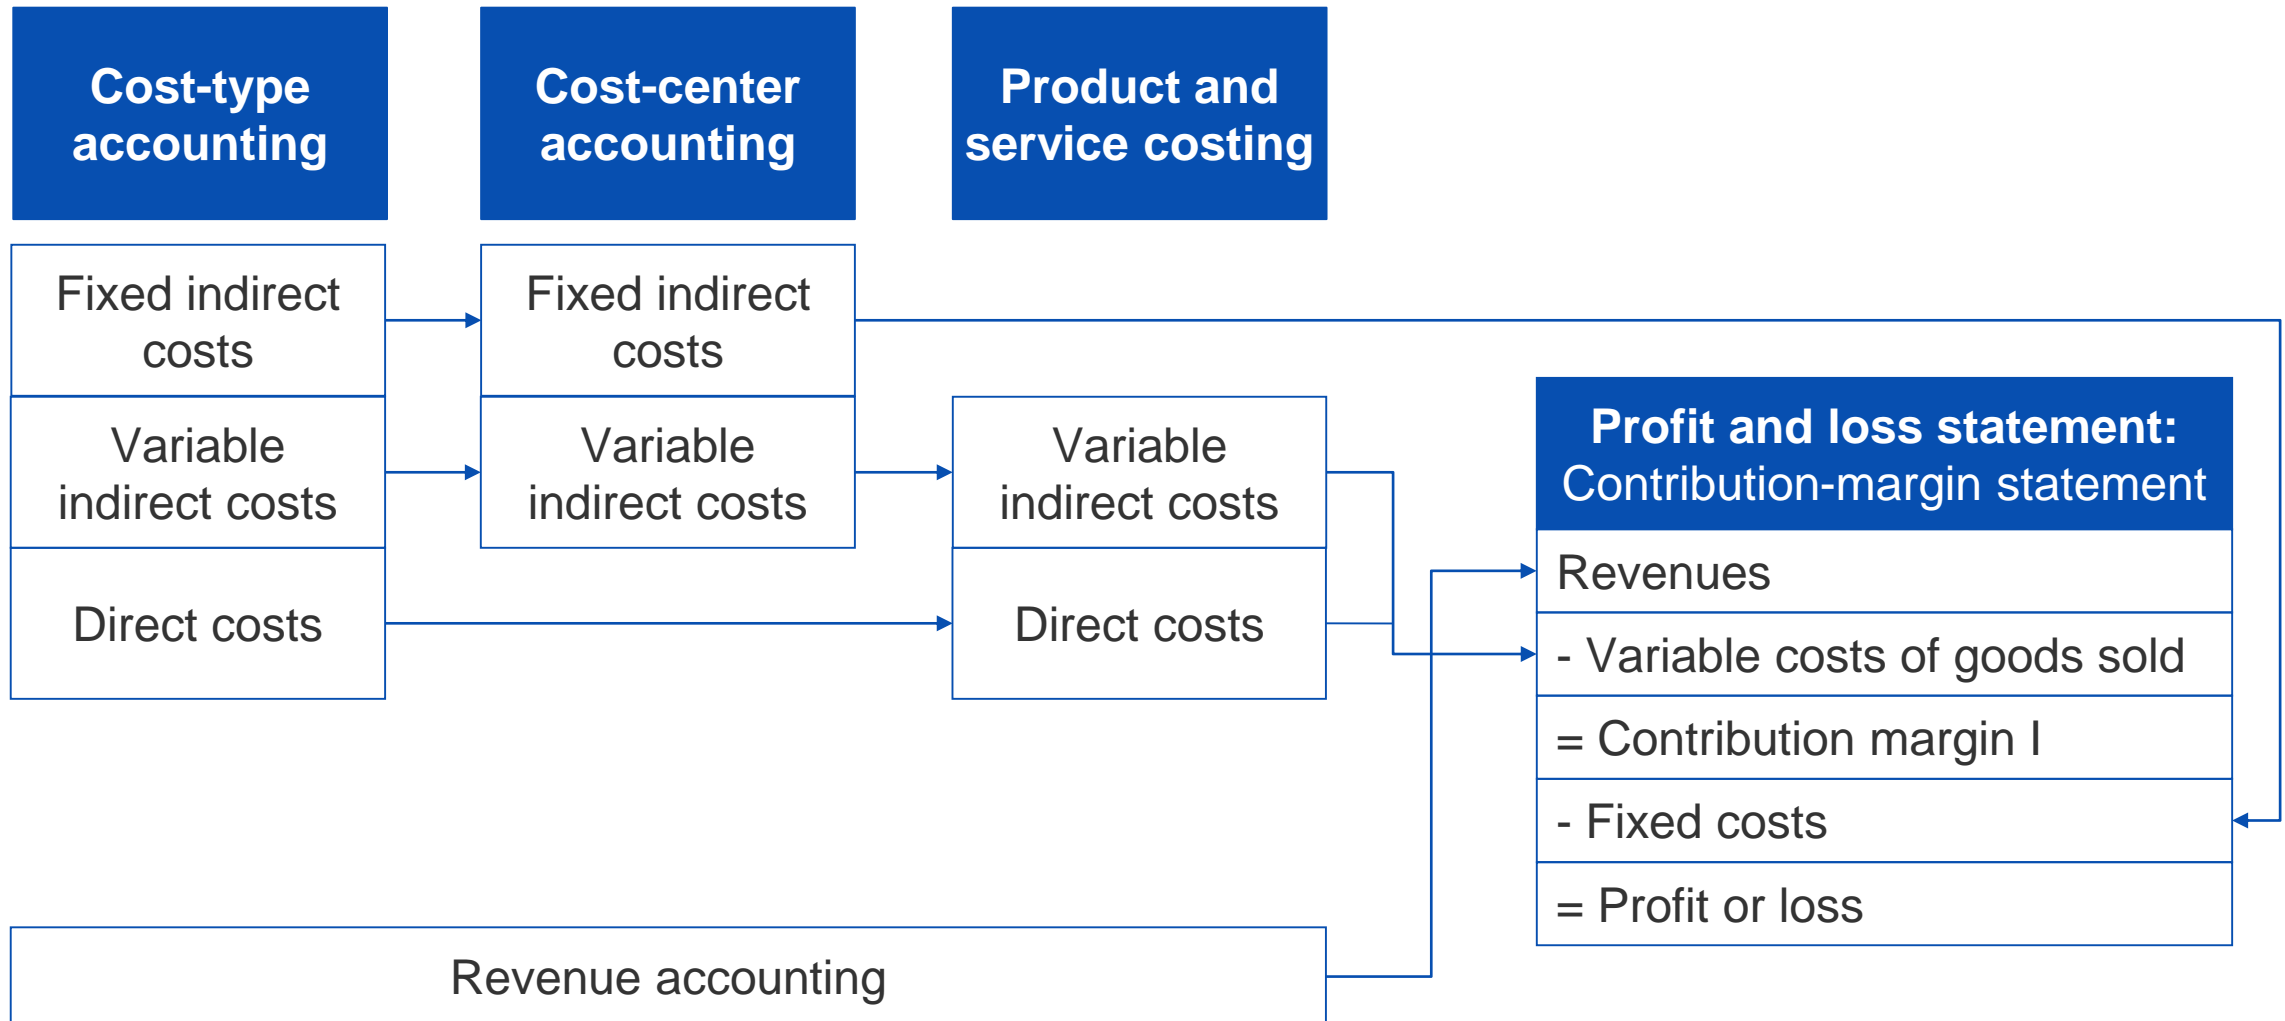 Cost-type
accounting
Cost-center
accounting
Product and
service costing
Fixed indirect
costs
Fixed indirect
costs
Variable
indirect costs
Variable
indirect costs
Variable
indirect costs
Direct costs
Direct costs
Profit and loss statement:
Contribution-margin statement
Revenues
- Variable costs of goods sold
= Contribution margin I
- Fixed costs
= Profit or loss
Revenue accounting